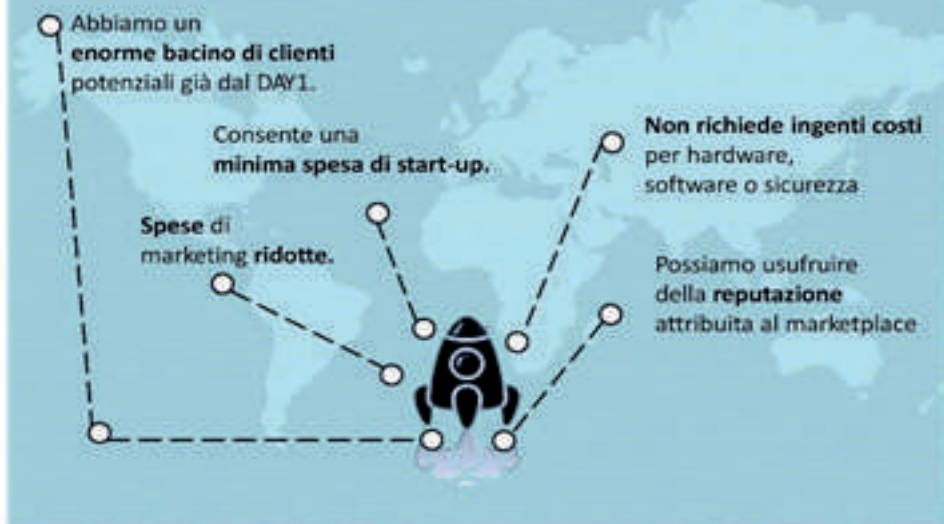 Abbiamo un
enorme bacino di clienti
potenziali già dal DAY1.
Consente una
minima spesa di start-up.
Spese di
marketing ridotte.
Non richiede ingenti costi
per hardware,
software o sicurezza
Possiamo usufruire
della reputazione
attribuita al marketplace